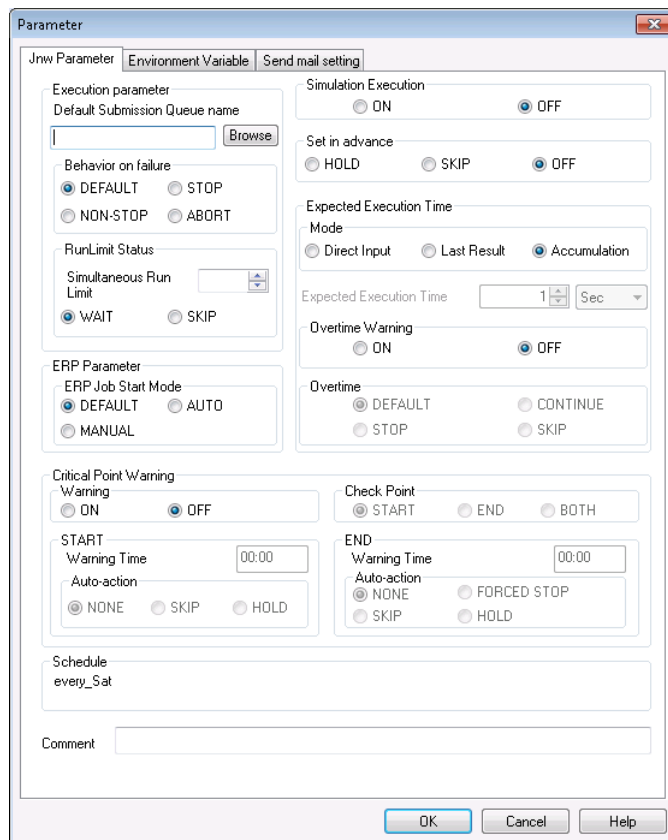 Parameter
Jnw Parameter Environment Variable Send mail setting
Execution parameter
Default Submission Queue name
Browse
Behavior on failure
DEFAULT STOP
NON-STOP ABORT
RunLimit Status
Simultaneous Run
Limit
WAIT SKIP
ERP Parameter
ERP Job Start Mode
DEFAULT AUTO
MANUAL
Simulation Execution
ON OFF
Set in advance
HOLD SKIP OFF
Expected Execution Time
Mode
Direct Input Last Result Accumulation
Expected Execution Time 1 Sec
Overtime Warning
ON OFF
Overtime
DEFAULT CONTINUE
STOP SKIP
Critical Point Warning
Warning
ON OFF
Check Point
START END BOTH
START
Warning Time 00:00
Auto-action
NONE SKIP HOLD
END
Warning Time 00:00
Auto-action
NONE FORCED STOP
SKIP HOLD
Schedule
every_Sat
Comment
OK Cancel Help